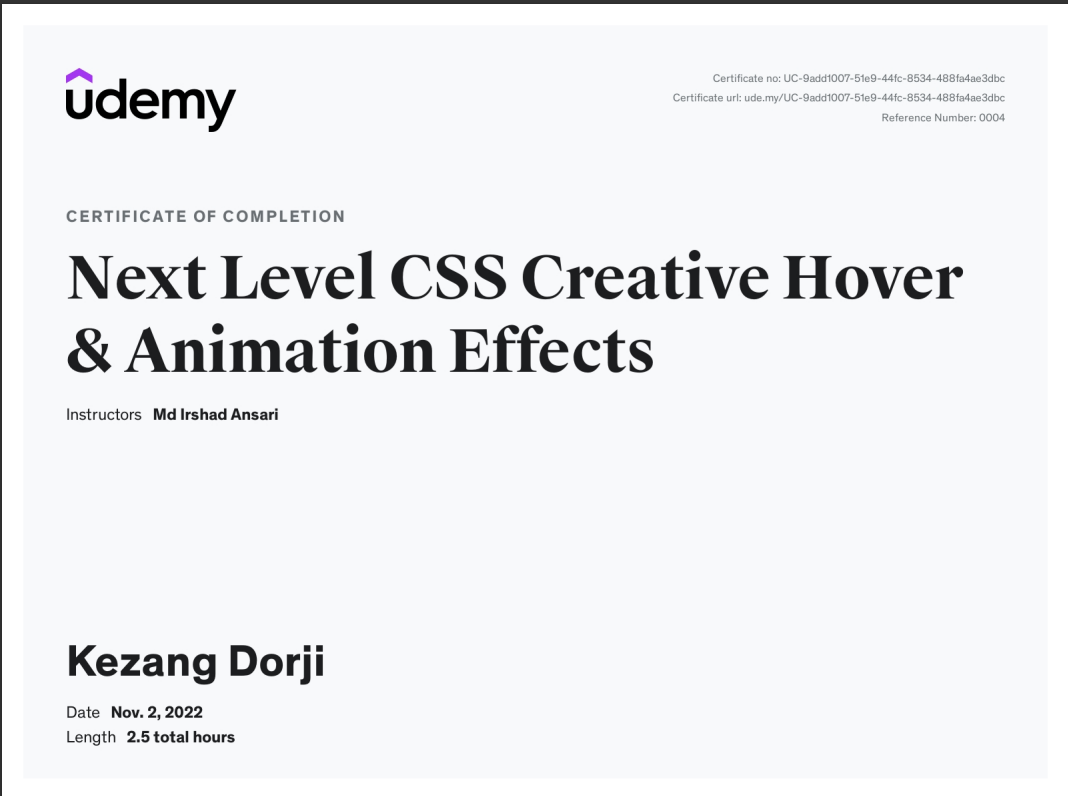 udemy
Certificate no: UC-9add1007-51e9-44fc-8534-488fa4ae3dbc
Certificate url: ude.my/UC-9add1007-51e9-44fc-8534-488fa4ae3dbc
Reference Number: 0004
CERTIFICATE OF COMPLETION
Next Level CSS Creative Hover
& Animation Effects
Instructors Md Irshad Ansari
Kezang Dorji
Date Nov. 2, 2022
Length 2.5 total hours